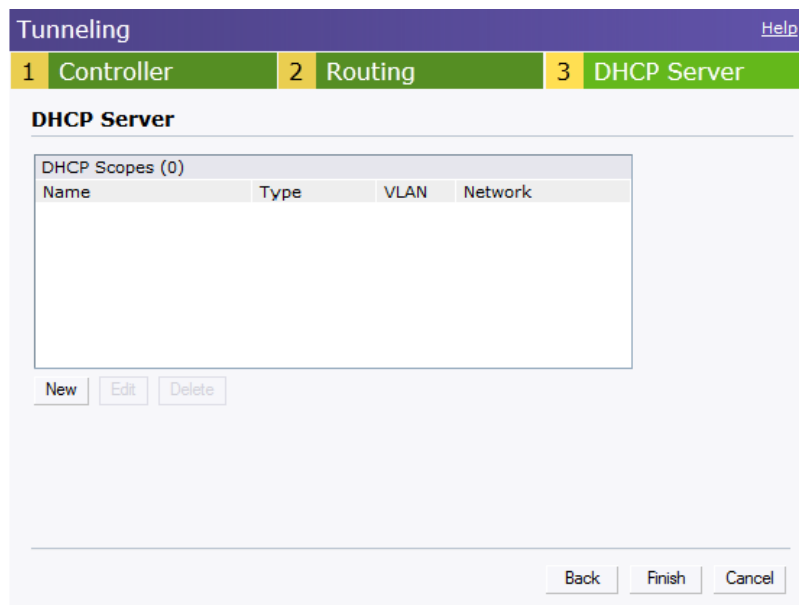 Tunneling Help
1 Controller 2 Routing 3 DHCP Server
DHCP Server
DHCP Scopes (0)
Name Type VLAN Network
New Edit Delete
Back Finish Cancel